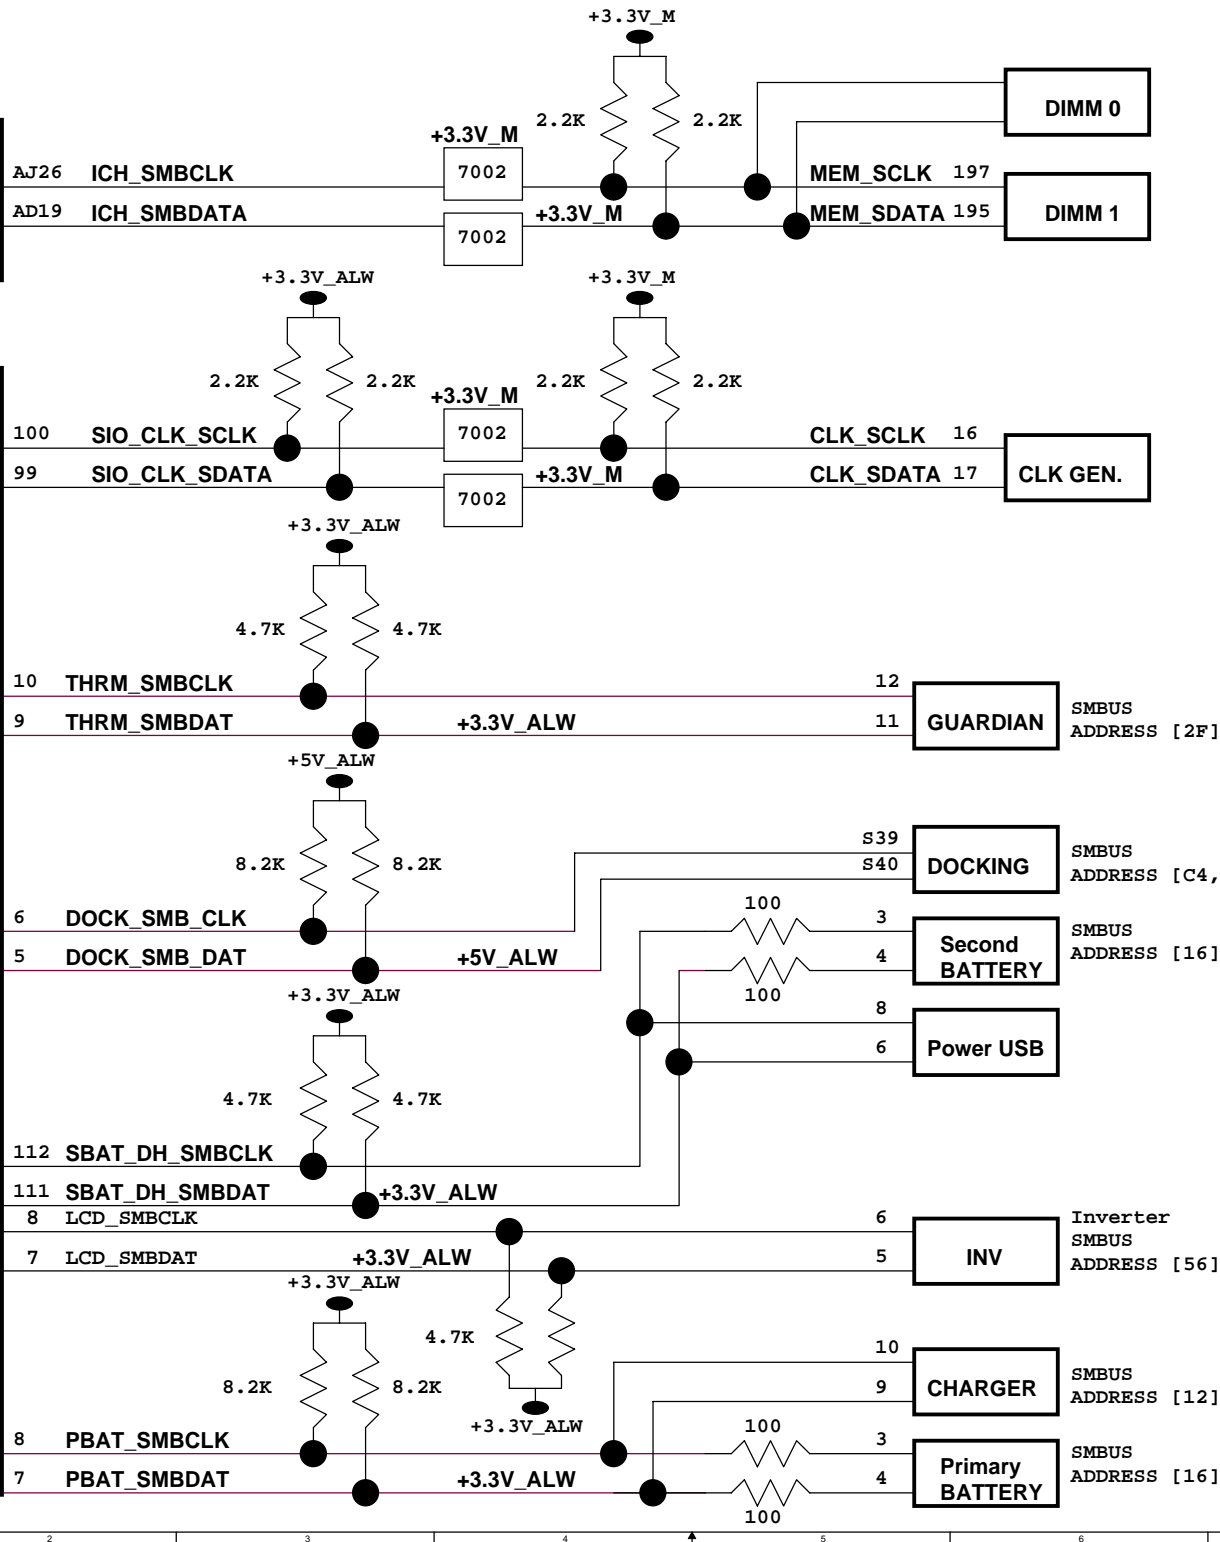 +3.3V_M
DIMM 0
2.2K
2.2K
+3.3V_M
AJ26 ICH_SMBCLK
7002
MEM_SCLK 197
AD19 ICH_SMBDATA
7002
+3.3V_M
MEM_SDATA 195
DIMM 1
+3.3V_ALW
+3.3V_M
2.2K
2.2K
2.2K
2.2K
+3.3V_M
100 SIO_CLK_SCLK
7002
CLK_SCLK 16
99 SIO_CLK_SDATA
7002
+3.3V_M
CLK_SDATA 17
CLK GEN.
+3.3V_ALW
4.7K
4.7K
10 THRM_SMBCLK
12
9 THRM_SMBDAT
+3.3V_ALW
11
GUARDIAN
SMBUS
ADDRESS [2F]
+5V_ALW
8.2K
8.2K
S39
S40
DOCKING
SMBUS
ADDRESS [C4,
6 DOCK_SMB_CLK
100
3
5 DOCK_SMB_DAT
+5V_ALW
4
100
Second
BATTERY
SMBUS
ADDRESS [16]
+3.3V_ALW
8
6
Power USB
4.7K
4.7K
112 SBAT_DH_SMBCLK
111 SBAT_DH_SMBDAT
+3.3V_ALW
8 LCD_SMBCLK
6
7 LCD_SMBDAT
+3.3V_ALW
5
INV
Inverter
SMBUS
ADDRESS [56]
+3.3V_ALW
4.7K
8.2K
8.2K
+3.3V_ALW
10
9
CHARGER
SMBUS
ADDRESS [12]
8 PBAT_SMBCLK
100
3
7 PBAT_SMBDAT
+3.3V_ALW
4
100
Primary
BATTERY
SMBUS
ADDRESS [16]
2 3 4 5 6